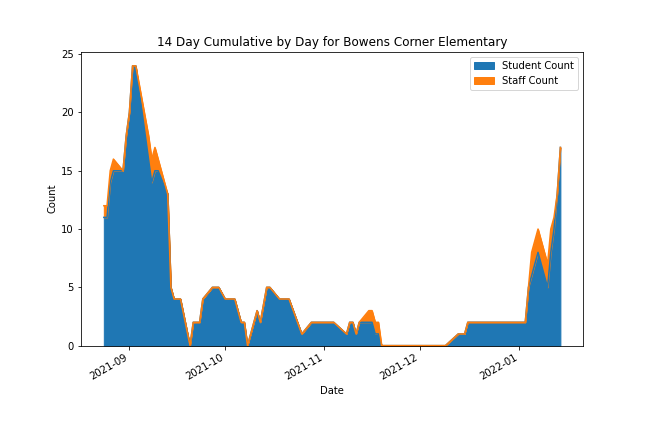 14 Day Cumulative by Day for Bowens Corner Elementary
Student Count
Staff Count
25
20
15
10
5
0
Count
2021-09
2021-10
2021-11
2021-12
2022-01
Date